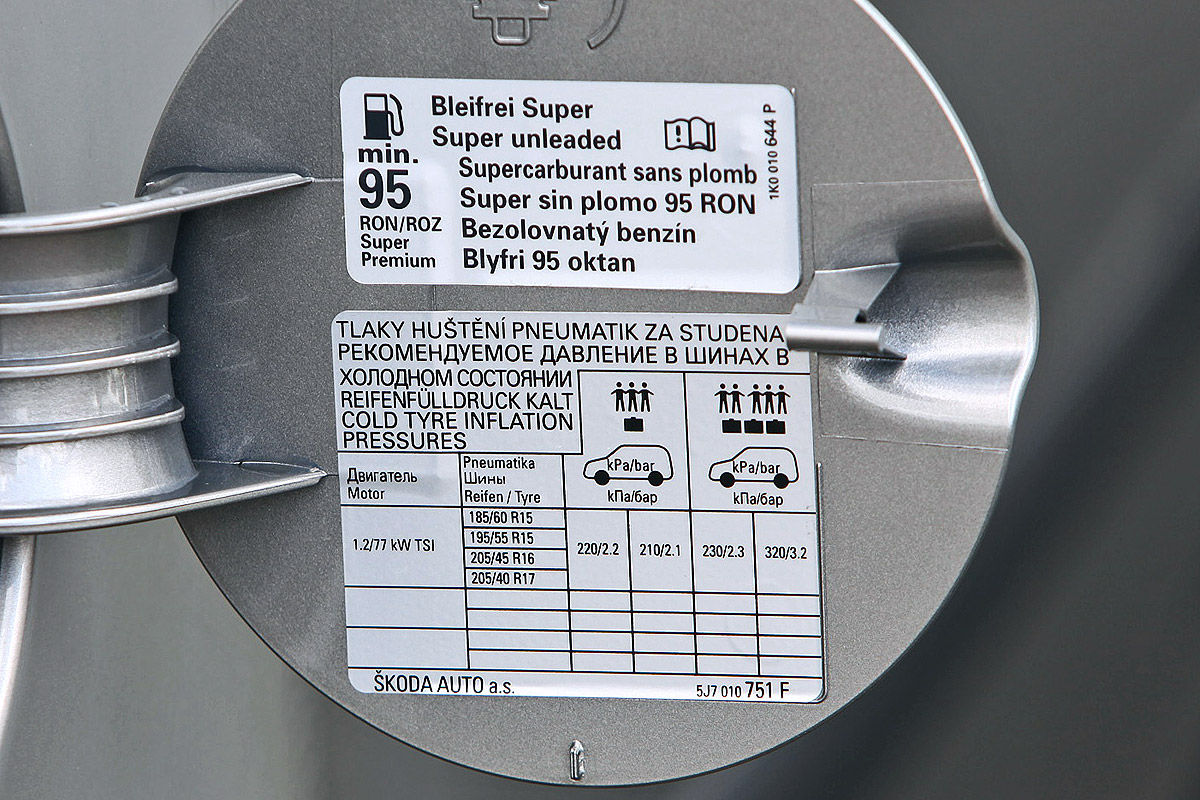 Bleifrei Super
Super unleaded
Supercarburant sans plomb
Super sin plomo 95 RON
Bezolovnatý benzín
Blyfri 95 oktan
min.
95
RON/ROZ
Super
Premium
1K0 010 644 P
TLAKY HUŠTĚNÍ PNEUMATIK ZA STUDENA
РЕКОМЕНДУЕМОЕ ДАВЛЕНИЕ В ШИНАХ В
ХОЛОДНОМ СОСТОЯНИИ
REIFENFÜLLDRUCK KALT
COLD TYRE INFLATION
PRESSURES
kPa/bar
кПа/бар
kPa/bar
кПа/бар
Двигатель
Motor
Pneumatika
Шины
Reifen / Tyre
1.2/77 kW TSI
185/60 R15
195/55 R15
205/45 R16
205/40 R17
220/2.2 210/2.1 230/2.3 320/3.2
ŠKODA AUTO a.s.
5J7 010 751 F